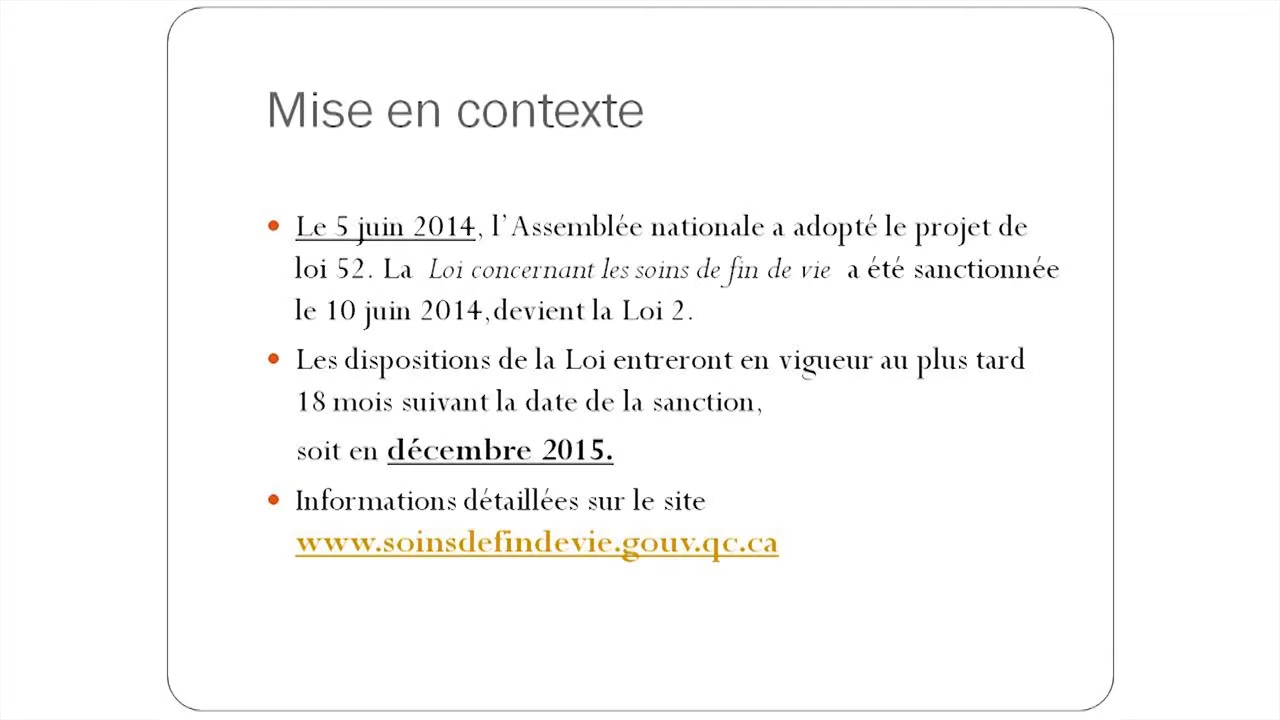 Mise en contexte
• Le 5 juin 2014, l’Assemblée nationale a adopté le projet de
loi 52. La Loi concernant les soins de fin de vie a été sanctionnée
le 10 juin 2014,devient la Loi 2.
• Les dispositions de la Loi entreront en vigueur au plus tard
18 mois suivant la date de la sanction,
soit en décembre 2015.
• Informations détaillées sur le site
www.soinsdefindevie.gouv.qc.ca